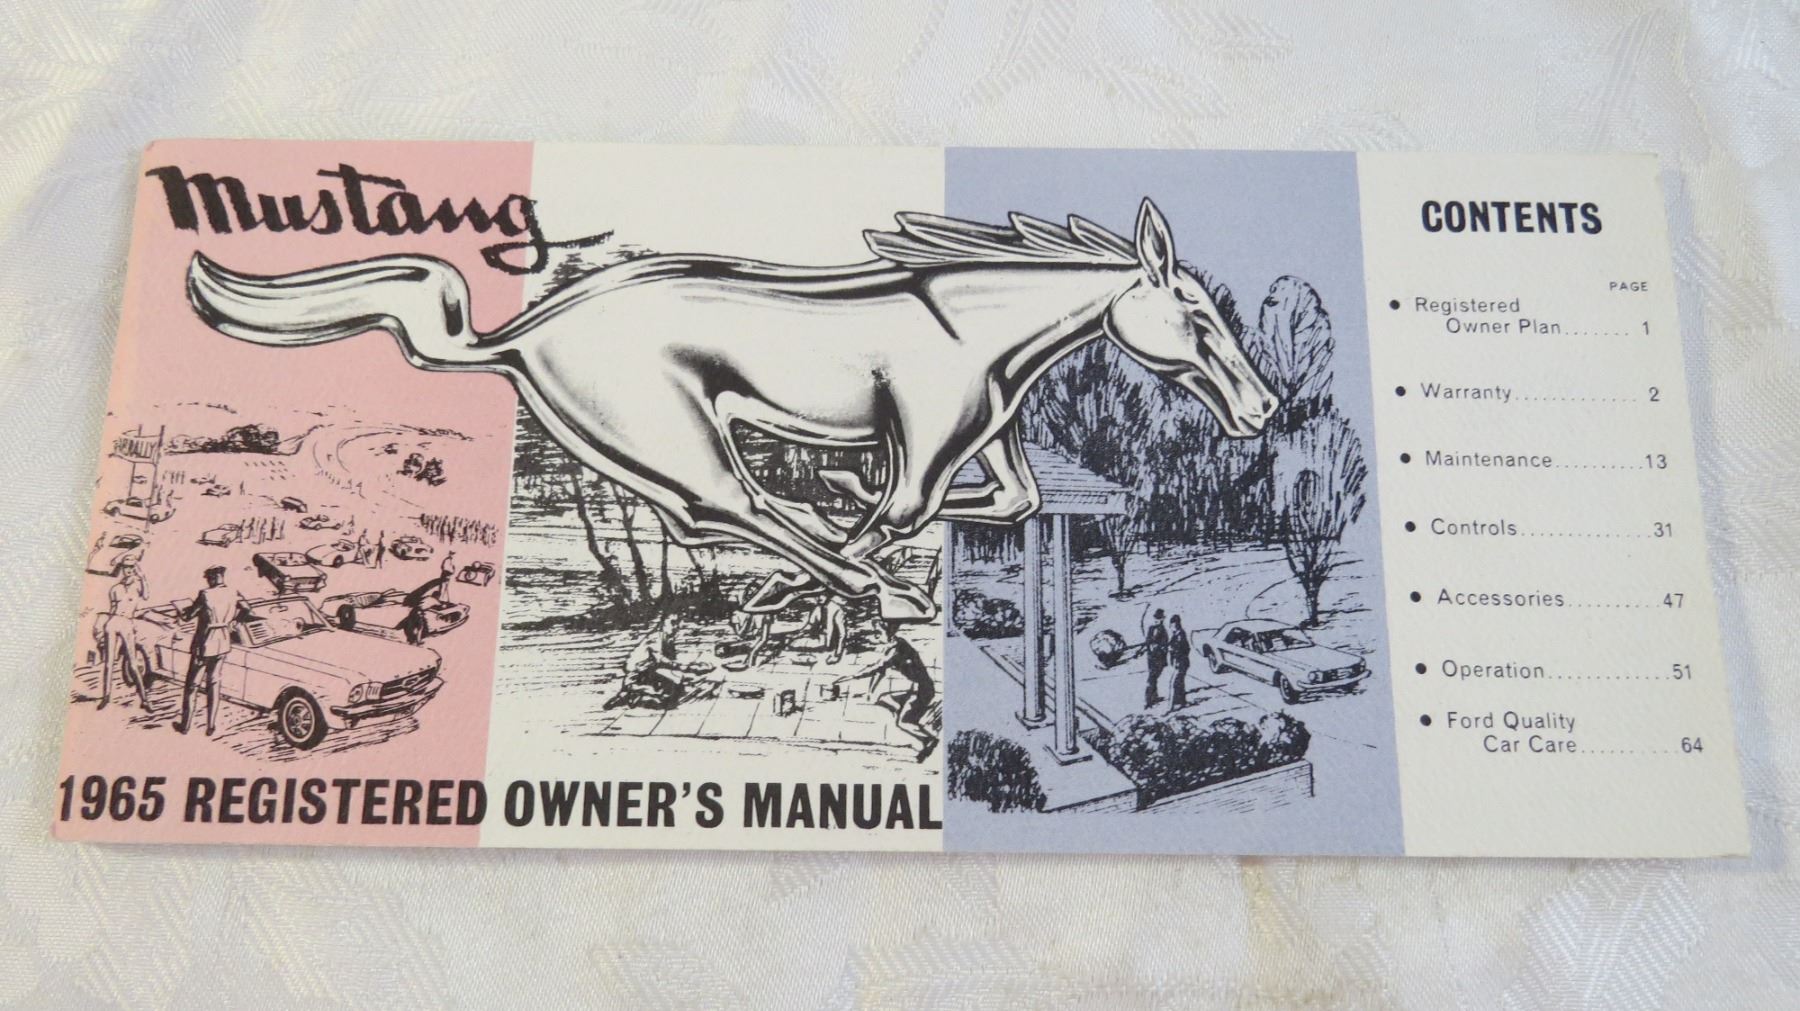 Mustang
RALLY
1965 REGISTERED OWNER'S MANUAL
CONTENTS
PAGE
• Registered
Owner Plan....... 1
• Warranty............. 2
• Maintenance..........13
• Controls..............31
• Accessories..........47
• Operation.............51
• Ford Quality
Car Care...........64